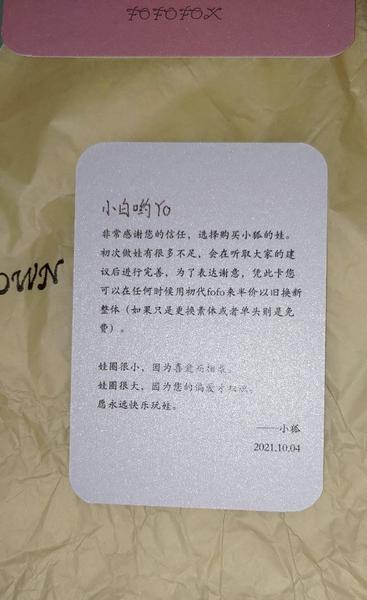 FOFOFOX
OWN
小白哟Yo
非常感谢您的信任，选择购买小狐的娃。
初次做娃有很多不足，会在听取大家的建
议后进行完善，为了表达谢意，凭此卡您
可以在任何时候用初代fofo来半价以旧换新
整体（如果只是更换素体或者单头则是免
费）。
娃圈很小，因为喜爱而相聚。
娃圈很大，因为您的偏爱才
愿永远快乐玩娃。
——小狐
2021.10.04